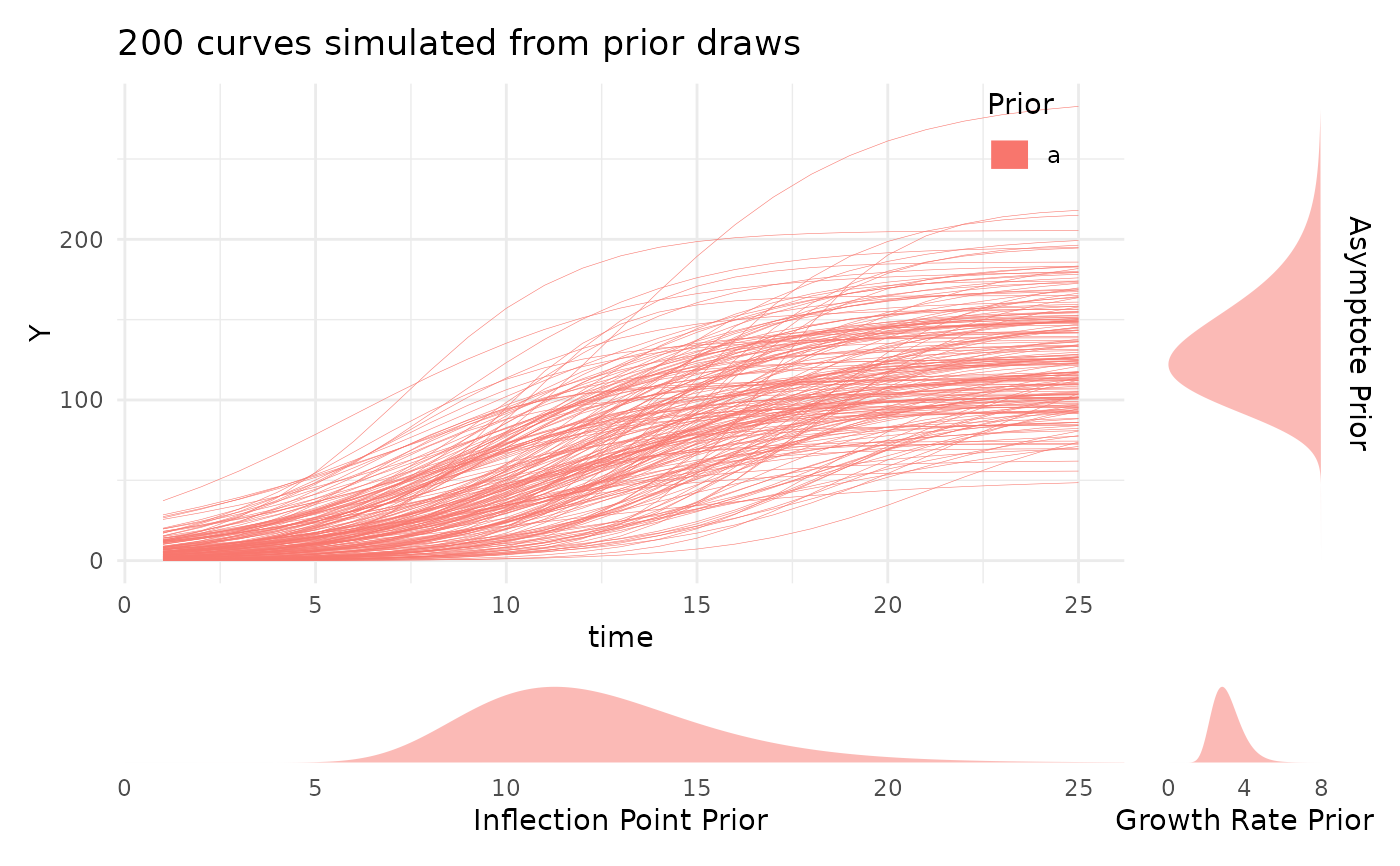 200 curves simulated from prior draws
Prior
a
Y
200
100
0
0 5 10 15 20 25
time
Asymptote Prior
0 5 10 15 20 25
Inflection Point Prior
0 4 8
Growth Rate Prior